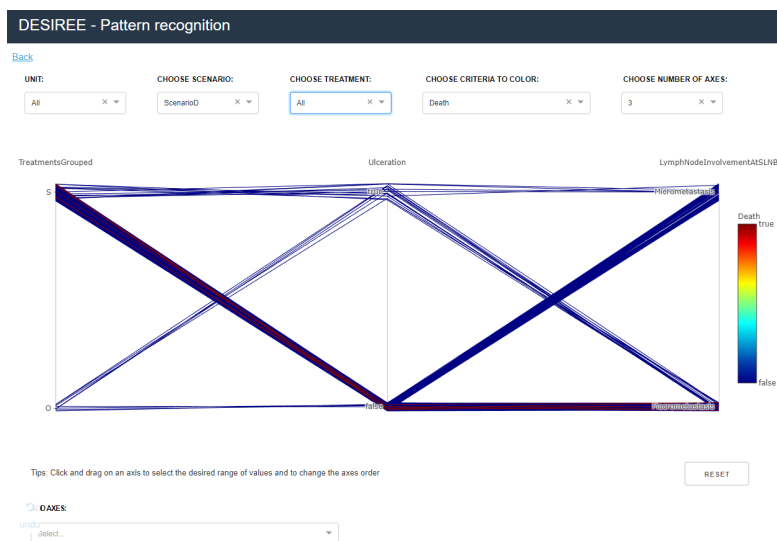 DESIREE - Pattern recognition
Back
UNIT: CHOOSE SCENARIO: CHOOSE TREATMENT: CHOOSE CRITERIA TO COLOR: CHOOSE NUMBER OF AXES:
All ScenarioD All Death 3
TreatmentsGrouped Ulceration LymphNodeInvolvementAtSLNB
S true Micrometastasis
Death
true
false
O false Macrometastasis
Tips: Click and drag on an axis to select the desired range of values and to change the axes order
RESET
AXES:
undo
Select...